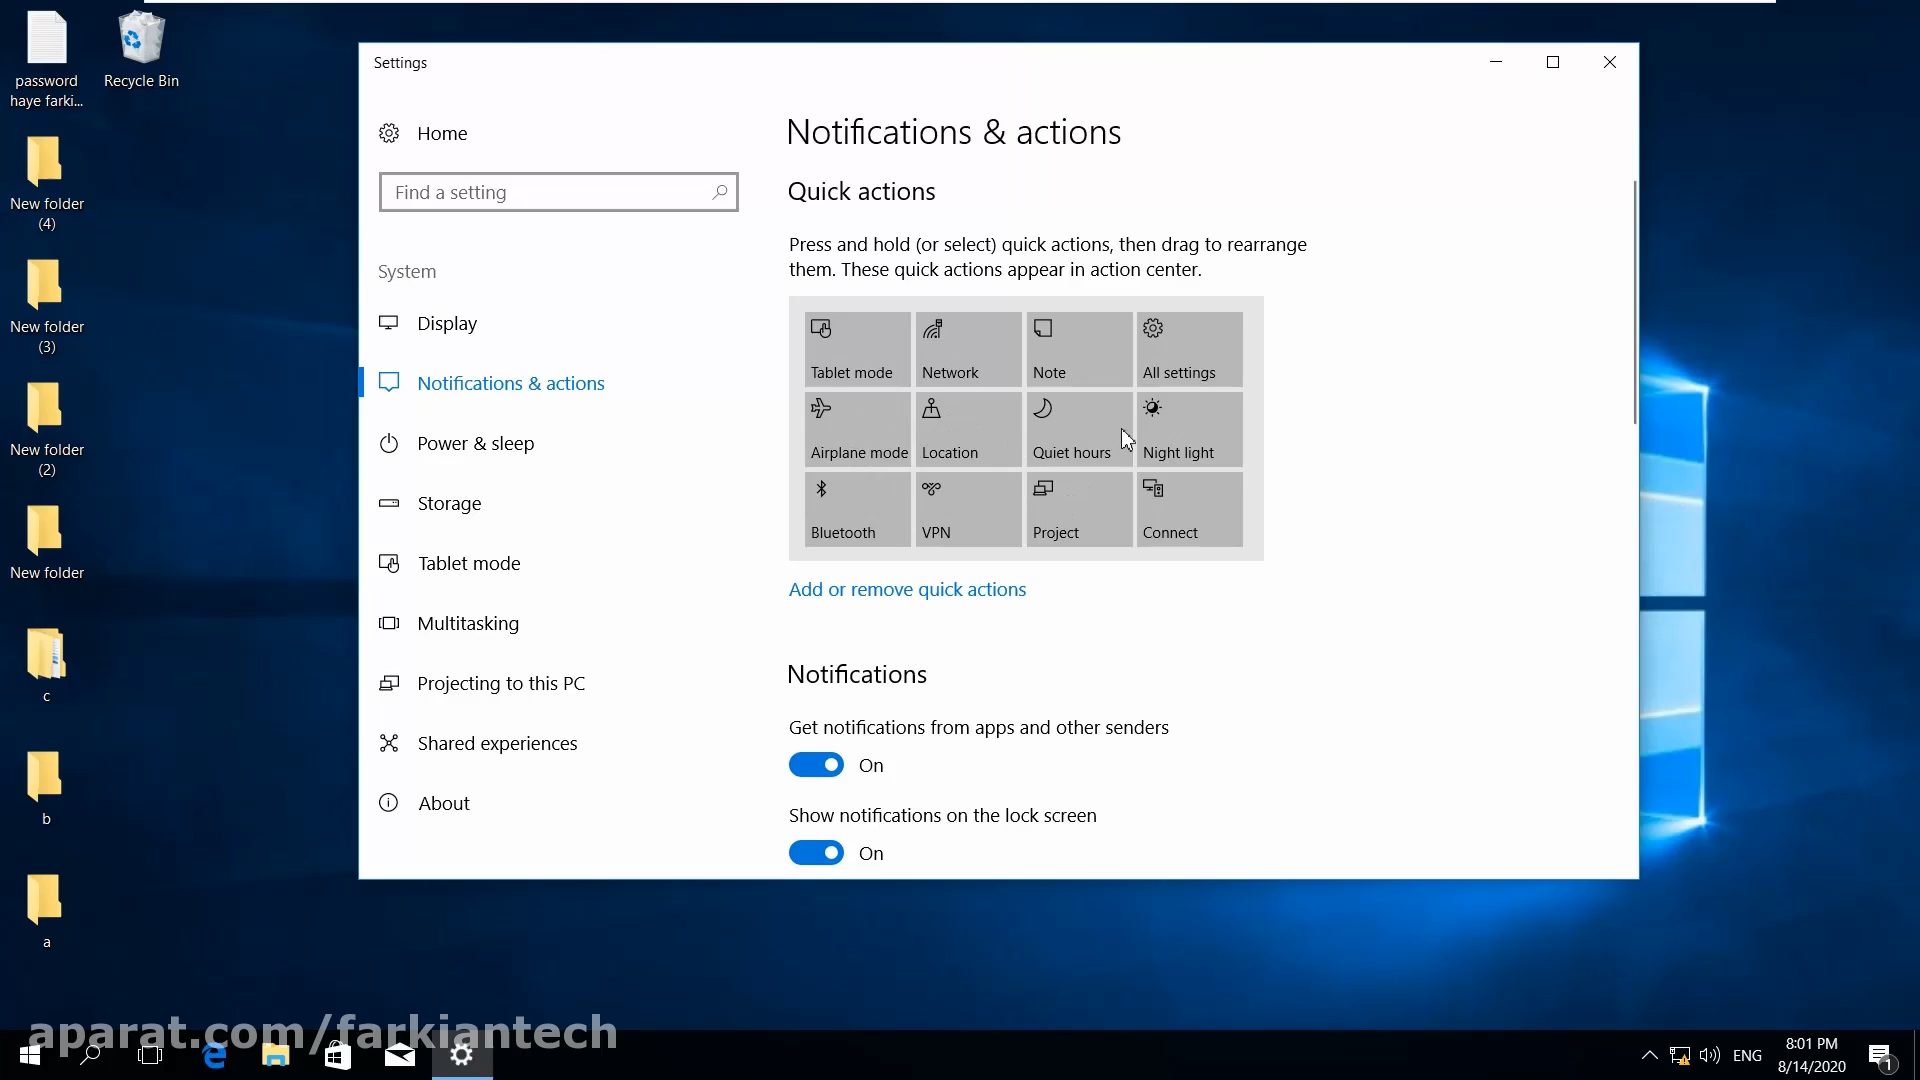 password
haye farki...
Recycle Bin
New folder
(4)
New folder
(3)
New folder
(2)
New folder
c
b
a
Settings
Home
Find a setting
System
Display
Notifications & actions
Power & sleep
Storage
Tablet mode
Multitasking
Projecting to this PC
Shared experiences
About
Notifications & actions
Quick actions
Press and hold (or select) quick actions, then drag to rearrange
them. These quick actions appear in action center.
Tablet mode
Network
Note
All settings
Airplane mode
Location
Quiet hours
Night light
Bluetooth
VPN
Project
Connect
Add or remove quick actions
Notifications
Get notifications from apps and other senders
On
Show notifications on the lock screen
On
aparat.com/farkiantech
ENG
8:01 PM
8/14/2020
1